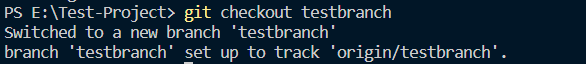 PS E:\Test-Project> git checkout testbranch
Switched to a new branch 'testbranch'
branch 'testbranch' set up to track 'origin/testbranch'.